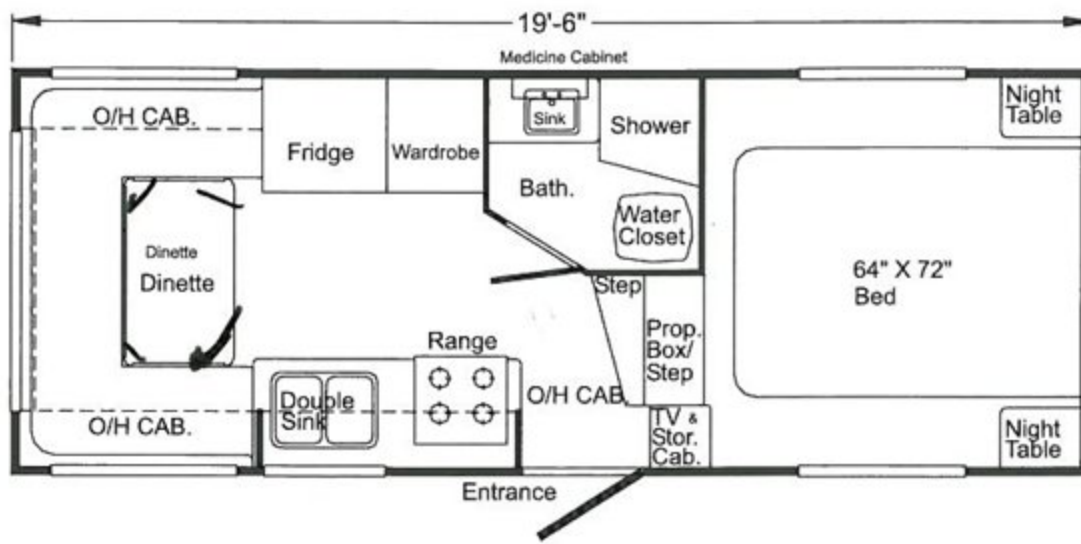 19'-6"
Medicine Cabinet
O/H CAB.
Fridge
Wardrobe
Sink
Shower
Night
Table
Bath.
Water
Closet
Dinette
Dinette
64" X 72"
Bed
Step
Prop.
Box/
Step
Range
Double
Sink
O/H CAB.
O/H CAB.
TV &
Stor.
Cab.
Night
Table
Entrance